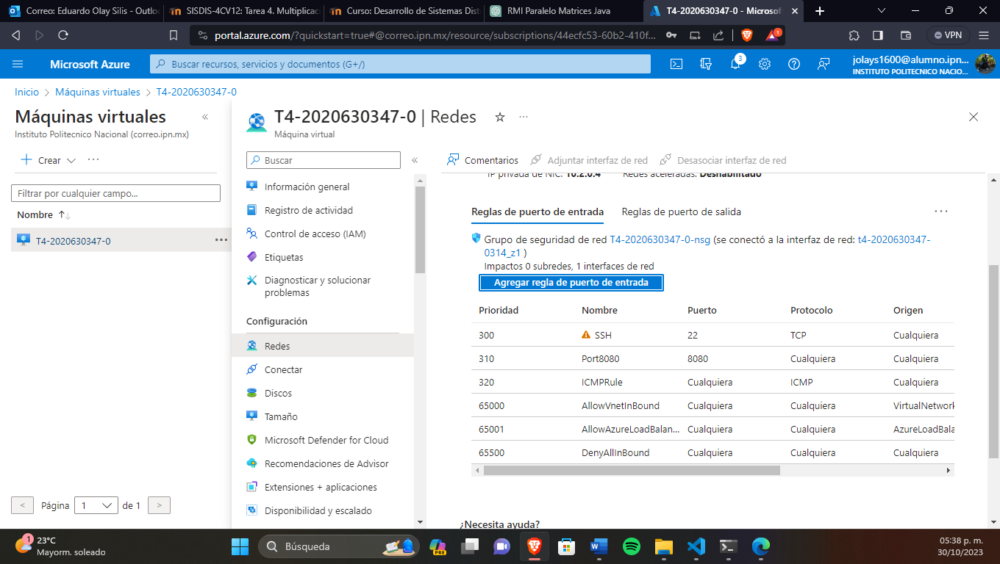 Correo: Eduardo Olay Silis - Outlo
SISDIS-4CV12: Tarea 4. Multiplicac
Curso: Desarrollo de Sistemas Dist
RMI Paralelo Matrices Java
T4-2020630347-0 - Microsof
portal.azure.com/?quickstart=true#@correo.ipn.mx/resource/subscriptions/44ecfc53-60b2-410f...
1
VPN
Microsoft Azure
Buscar recursos, servicios y documentos (G+/)
3
jolays1600@alumno.ipn...
INSTITUTO POLITECNICO NACIO...
Inicio > Máquinas virtuales > T4-2020630347-0
Máquinas virtuales
Instituto Politecnico Nacional (correo.ipn.mx)
Crear
Filtrar por cualquier campo...
Nombre
T4-2020630347-0
Página 1 de 1
T4-2020630347-0 | Redes
Máquina virtual
Buscar
Información general
Registro de actividad
Control de acceso (IAM)
Etiquetas
Diagnosticar y solucionar
problemas
Configuración
Redes
Conectar
Discos
Tamaño
Microsoft Defender for Cloud
Recomendaciones de Advisor
Extensiones + aplicaciones
Disponibilidad y escalado
Comentarios Adjuntar interfaz de red Desasociar interfaz de red
IP privada de NIC: 10.2.0.4 Redes aceleradas: Deshabilitado
Reglas de puerto de entrada Reglas de puerto de salida
Grupo de seguridad de red T4-2020630347-0-nsg (se conectó a la interfaz de red: t4-2020630347-
0314_z1 )
Impactos 0 subredes, 1 interfaces de red
Agregar regla de puerto de entrada
Prioridad Nombre Puerto Protocolo Origen
300 SSH 22 TCP Cualquiera
310 Port8080 8080 Cualquiera Cualquiera
320 ICMPRule Cualquiera ICMP Cualquiera
65000 AllowVnetInBound Cualquiera Cualquiera VirtualNetwork
65001 AllowAzureLoadBalan... Cualquiera Cualquiera AzureLoadBala
65500 DenyAllInBound Cualquiera Cualquiera Cualquiera
¿Necesita ayuda?
1
23°C
Mayorm. soleado
Búsqueda
PRE
05:38 p. m.
30/10/2023